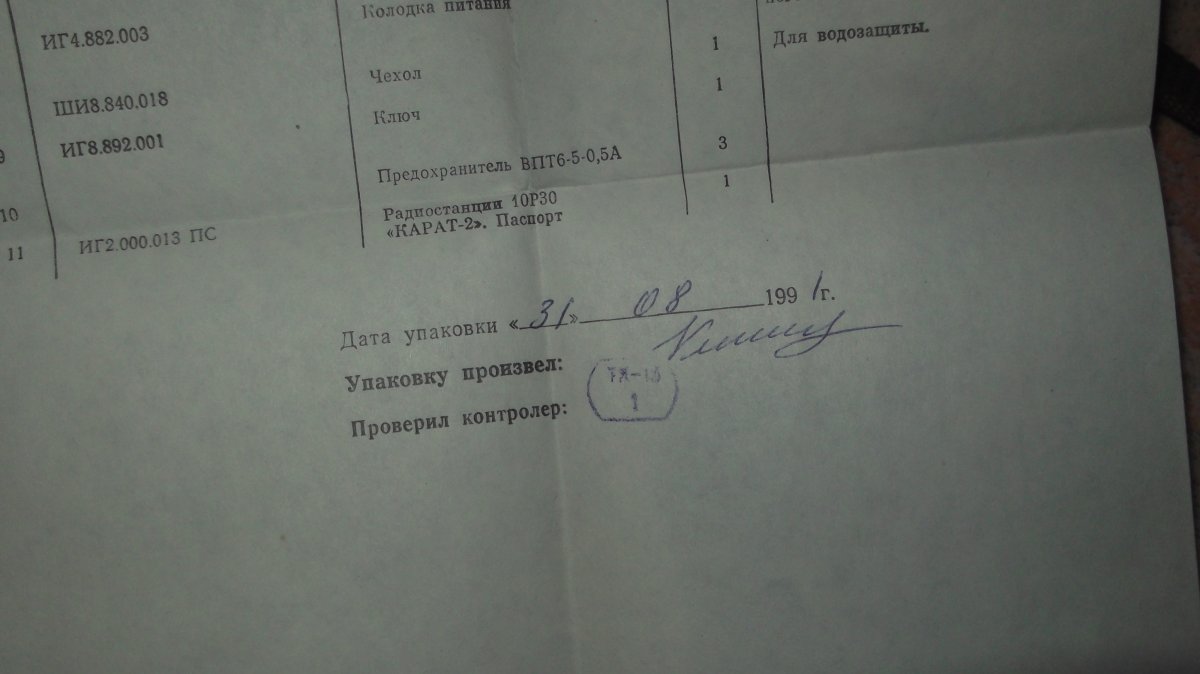 Колодка питания
ИГ4.882.003
1 Для водозащиты.
Чехол
ШИ8.840.018 1
Ключ
ИГ8.892.001
Предохранитель ВПТ6-5-0,5А 3
10 Радиостанции 10Р30 1
11 ИГ2.000.013 ПС «КАРАТ-2». Паспорт
Дата упаковки «31» 08 1991г.
Упаковку произвел:
Проверил контролер:
1